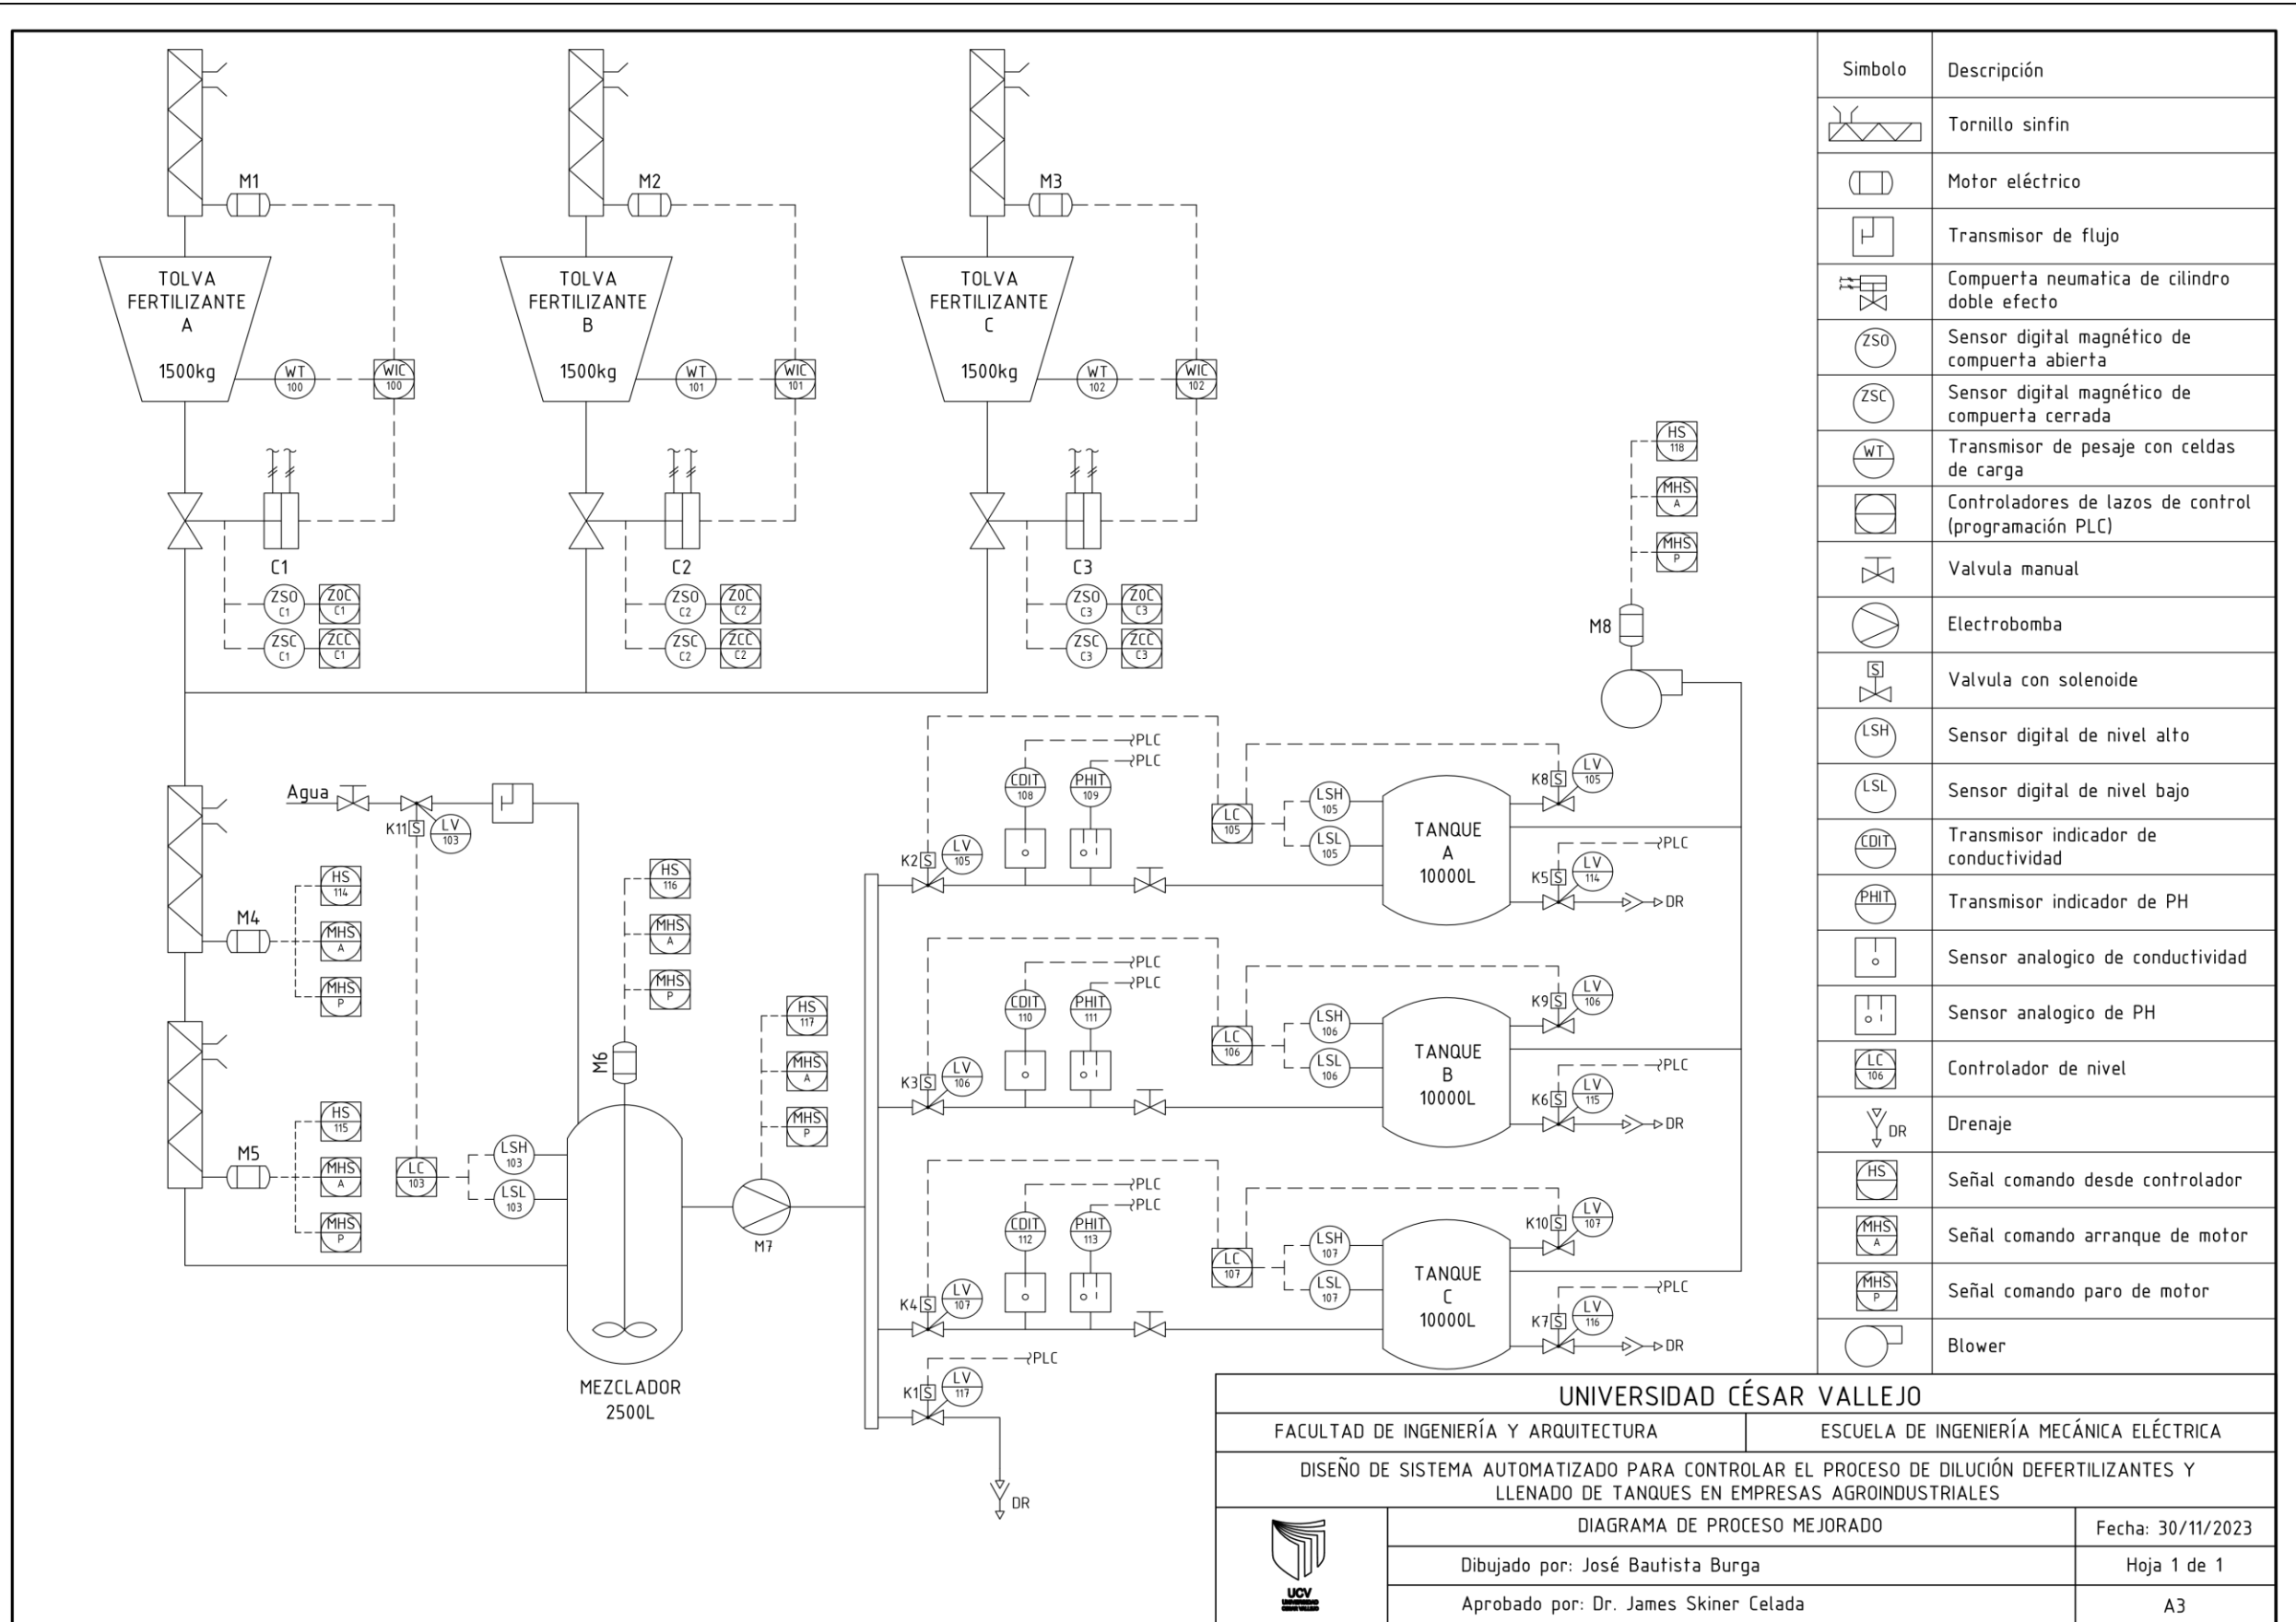 M1
M2
M3
TOLVA
FERTILIZANTE
A
1500kg
WT
100
WIC
100
TOLVA
FERTILIZANTE
B
1500kg
WT
101
WIC
101
TOLVA
FERTILIZANTE
C
1500kg
WT
102
WIC
102
C1
ZSO
C1
ZOC
C1
ZSC
C1
ZCC
C1
C2
ZSO
C2
ZOC
C2
ZSC
C2
ZCC
C2
C3
ZSO
C3
ZOC
C3
ZSC
C3
ZCC
C3
HS
118
MHS
A
MHS
P
M8
Agua
K11
S
LV
103
M4
HS
114
MHS
A
MHS
P
M5
HS
115
MHS
A
MHS
P
LC
103
LSH
103
LSL
103
HS
116
MHS
A
MHS
P
M6
MEZCLADOR
2500L
HS
117
MHS
A
MHS
P
M7
K2
S
LV
105
CDIT
108
PHIT
109
PLC
PLC
LC
105
LSH
105
LSL
105
TANQUE
A
10000L
K8
S
LV
105
K5
S
LV
114
PLC
DR
K3
S
LV
106
CDIT
110
PHIT
111
PLC
PLC
LC
106
LSH
106
LSL
106
TANQUE
B
10000L
K9
S
LV
106
K6
S
LV
115
PLC
DR
K4
S
LV
107
CDIT
112
PHIT
113
PLC
PLC
LC
107
LSH
107
LSL
107
TANQUE
C
10000L
K10
S
LV
107
K7
S
LV
116
PLC
DR
K1
S
LV
117
PLC
DR
Simbolo Descripción
Tornillo sinfin
Motor eléctrico
Transmisor de flujo
Compuerta neumatica de cilindro
doble efecto
ZSO
Sensor digital magnético de
compuerta abierta
ZSC
Sensor digital magnético de
compuerta cerrada
WT
Transmisor de pesaje con celdas
de carga
Controladores de lazos de control
(programación PLC)
Valvula manual
Electrobomba
S
Valvula con solenoide
LSH
Sensor digital de nivel alto
LSL
Sensor digital de nivel bajo
CDIT
Transmisor indicador de
conductividad
PHIT
Transmisor indicador de PH
Sensor analogico de conductividad
Sensor analogico de PH
LC
106
Controlador de nivel
DR
Drenaje
HS
Señal comando desde controlador
MHS
A
Señal comando arranque de motor
MHS
P
Señal comando paro de motor
Blower
UNIVERSIDAD CÉSAR VALLEJO
FACULTAD DE INGENIERÍA Y ARQUITECTURA
ESCUELA DE INGENIERÍA MECÁNICA ELÉCTRICA
DISEÑO DE SISTEMA AUTOMATIZADO PARA CONTROLAR EL PROCESO DE DILUCIÓN DEFERTILIZANTES Y
LLENADO DE TANQUES EN EMPRESAS AGROINDUSTRIALES
UCV
UNIVERSIDAD
CÉSAR VALLEJO
DIAGRAMA DE PROCESO MEJORADO
Fecha: 30/11/2023
Dibujado por: José Bautista Burga
Hoja 1 de 1
Aprobado por: Dr. James Skiner Celada
A3